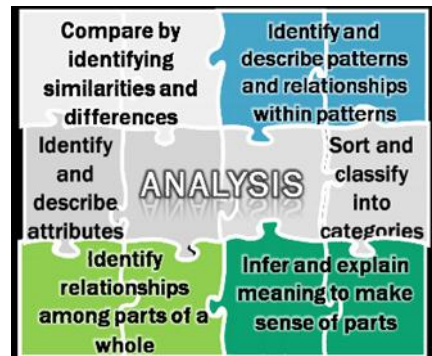 Compare by
identifying
similarities and
differences
Identify and
describe patterns
and relationships
within patterns
Identify
and
describe
attributes
ANALYSIS
Sort and
classify
into
categories
Identify
relationships
among parts of a
whole
Infer and explain
meaning to make
sense of parts